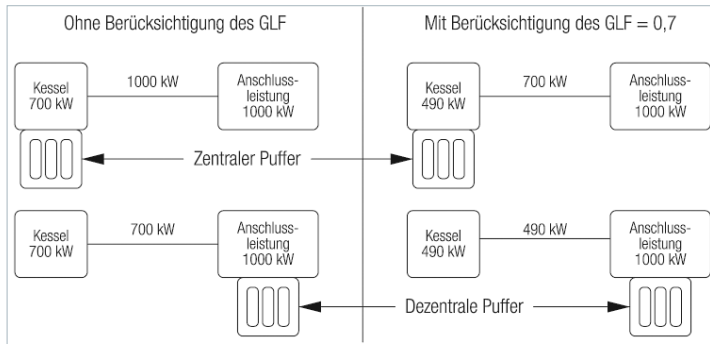 Ohne Berücksichtigung des GLF
Mit Berücksichtigung des GLF = 0,7
Kessel
700 kW
1000 kW
Anschluss-
leistung
1000 kW
Kessel
490 kW
700 kW
Anschluss-
leistung
1000 kW
Zentraler Puffer
Kessel
700 kW
700 kW
Anschluss-
leistung
1000 kW
Kessel
490 kW
490 kW
Anschluss-
leistung
1000 kW
Dezentrale Puffer